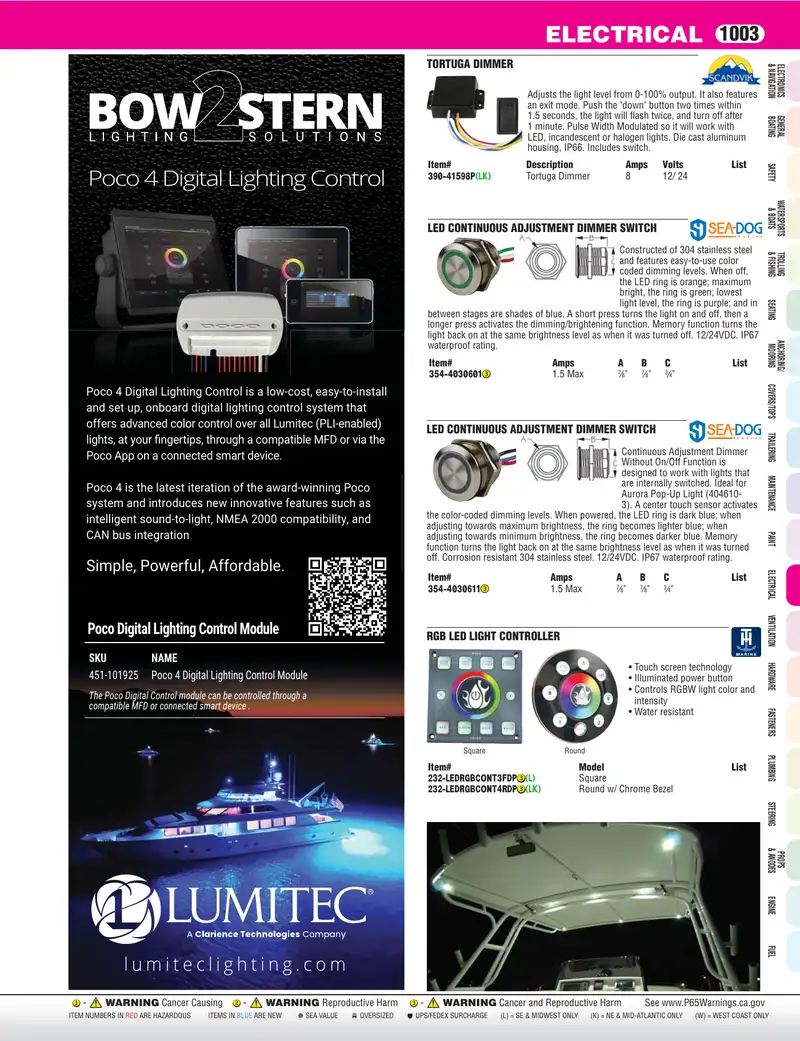 ELECTRICAL 1003
BOW2STERN
LIGHTING SOLUTIONS
Poco 4 Digital Lighting Control
Poco 4 Digital Lighting Control is a low-cost, easy-to-install
and set up, onboard digital lighting control system that
offers advanced color control over all Lumitec (PLI-enabled)
lights, at your fingertips, through a compatible MFD or via the
Poco App on a connected smart device.
Poco 4 is the latest iteration of the award-winning Poco
system and introduces new innovative features such as
intelligent sound-to-light, NMEA 2000 compatibility, and
CAN bus integration
Simple, Powerful, Affordable.
Poco Digital Lighting Control Module
SKU NAME
451-101925 Poco 4 Digital Lighting Control Module
The Poco Digital Control module can be controlled through a
compatible MFD or connected smart device .
LUMITEC®
A Clarience Technologies Company
lumiteclighting.com
TORTUGA DIMMER
SCANDVIK
Adjusts the light level from 0-100% output. It also features
an exit mode. Push the "down" button two times within
1.5 seconds, the light will flash twice, and turn off after
1 minute. Pulse Width Modulated so it will work with
LED, incandescent or halogen lights. Die cast aluminum
housing, IP66. Includes switch.
Item# Description Amps Volts List
390-41598P(LK) Tortuga Dimmer 8 12/ 24
LED CONTINUOUS ADJUSTMENT DIMMER SWITCH
SEA-DOG
A B
Constructed of 304 stainless steel
and features easy-to-use color
coded dimming levels. When off,
the LED ring is orange; maximum
bright, the ring is green; lowest
light level, the ring is purple; and in
between stages are shades of blue. A short press turns the light on and off, then a
longer press activates the dimming/brightening function. Memory function turns the
light back on at the same brightness level as when it was turned off. 12/24VDC. IP67
waterproof rating.
Item# Amps A B C List
354-4030601③ 1.5 Max ⅞" ⅞" ¾"
LED CONTINUOUS ADJUSTMENT DIMMER SWITCH
SEA-DOG
A B
Continuous Adjustment Dimmer
Without On/Off Function is
designed to work with lights that
are internally switched. Ideal for
Aurora Pop-Up Light (404610-
3). A center touch sensor activates
the color-coded dimming levels. When powered, the LED ring is dark blue; when
adjusting towards maximum brightness, the ring becomes lighter blue; when
adjusting towards minimum brightness, the ring becomes darker blue. Memory
function turns the light back on at the same brightness level as when it was turned
off. Corrosion resistant 304 stainless steel. 12/24VDC. IP67 waterproof rating.
Item# Amps A B C List
354-4030611③ 1.5 Max ⅞" ⅞" ¾"
RGB LED LIGHT CONTROLLER
MARINE
• Touch screen technology
• Illuminated power button
• Controls RGBW light color and
intensity
• Water resistant
Square Round
Item# Model List
232-LEDRGBCONT3FDP③(L) Square
232-LEDRGBCONT4RDP③(LK) Round w/ Chrome Bezel
ELECTRONICS
& NAVIGATION
GENERAL
BOATING
SAFETY
WATERSPORTS
& BOATS
TROLLING
& FISHING
SEATING
ANCHORING/
MOORING
COVERS/TOPS
TRAILERING
MAINTENANCE
PAINT
ELECTRICAL
VENTILATION
HARDWARE
FASTENERS
PLUMBING
STEERING
PROPS
& ANODES
ENGINE
FUEL
① - WARNING Cancer Causing ② - WARNING Reproductive Harm ③ - WARNING Cancer and Reproductive Harm See www.P65Warnings.ca.gov
ITEM NUMBERS IN RED ARE HAZARDOUS ITEMS IN BLUE ARE NEW SEA VALUE OVERSIZED UPS/FEDEX SURCHARGE (L) = SE & MIDWEST ONLY (K) = NE & MID-ATLANTIC ONLY (W) = WEST COAST ONLY